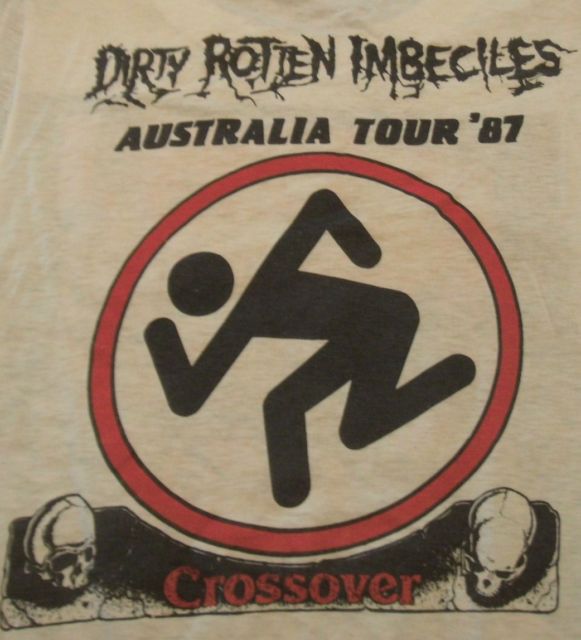 DIRTY ROTTEN IMBECILES
AUSTRALIA TOUR '87
Crossover